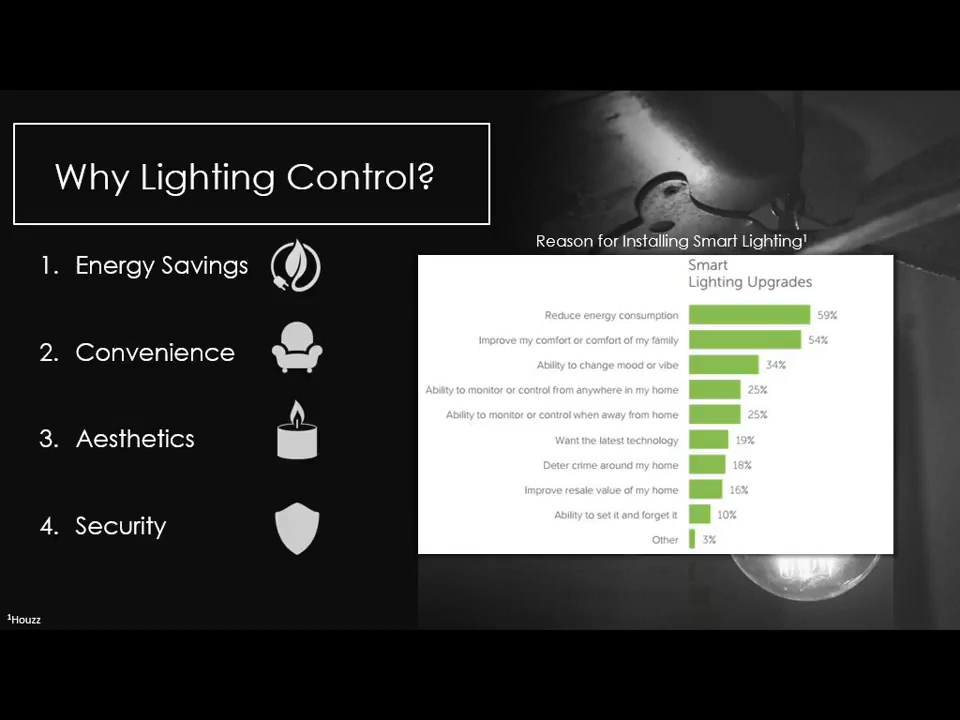 Why Lighting Control?
1. Energy Savings
2. Convenience
3. Aesthetics
4. Security
¹Houzz
Reason for Installing Smart Lighting¹
Smart
Lighting Upgrades
Reduce energy consumption 59%
Improve my comfort or comfort of my family 54%
Ability to change mood or vibe 34%
Ability to monitor or control from anywhere in my home 25%
Ability to monitor or control when away from home 25%
Want the latest technology 19%
Deter crime around my home 18%
Improve resale value of my home 16%
Ability to set it and forget it 10%
Other 3%